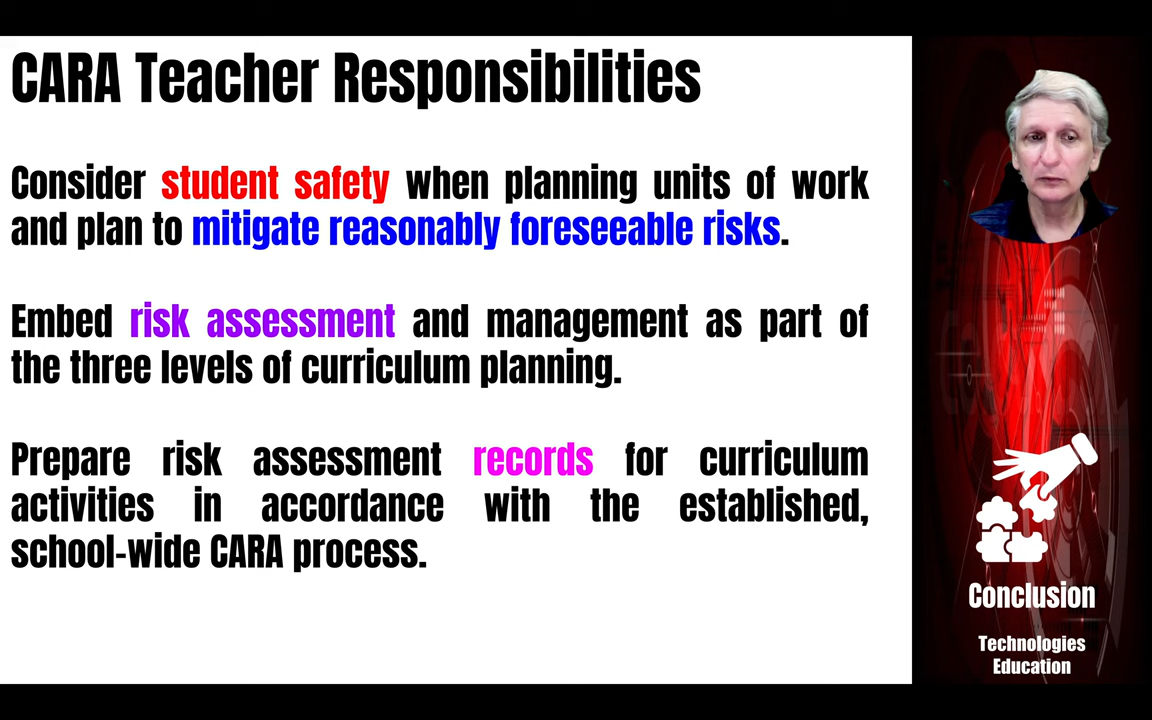 CARA Teacher Responsibilities
Consider student safety when planning units of work
and plan to mitigate reasonably foreseeable risks.
Embed risk assessment and management as part of
the three levels of curriculum planning.
Prepare risk assessment records for curriculum
activities in accordance with the established,
school-wide CARA process.
Conclusion
Technologies
Education